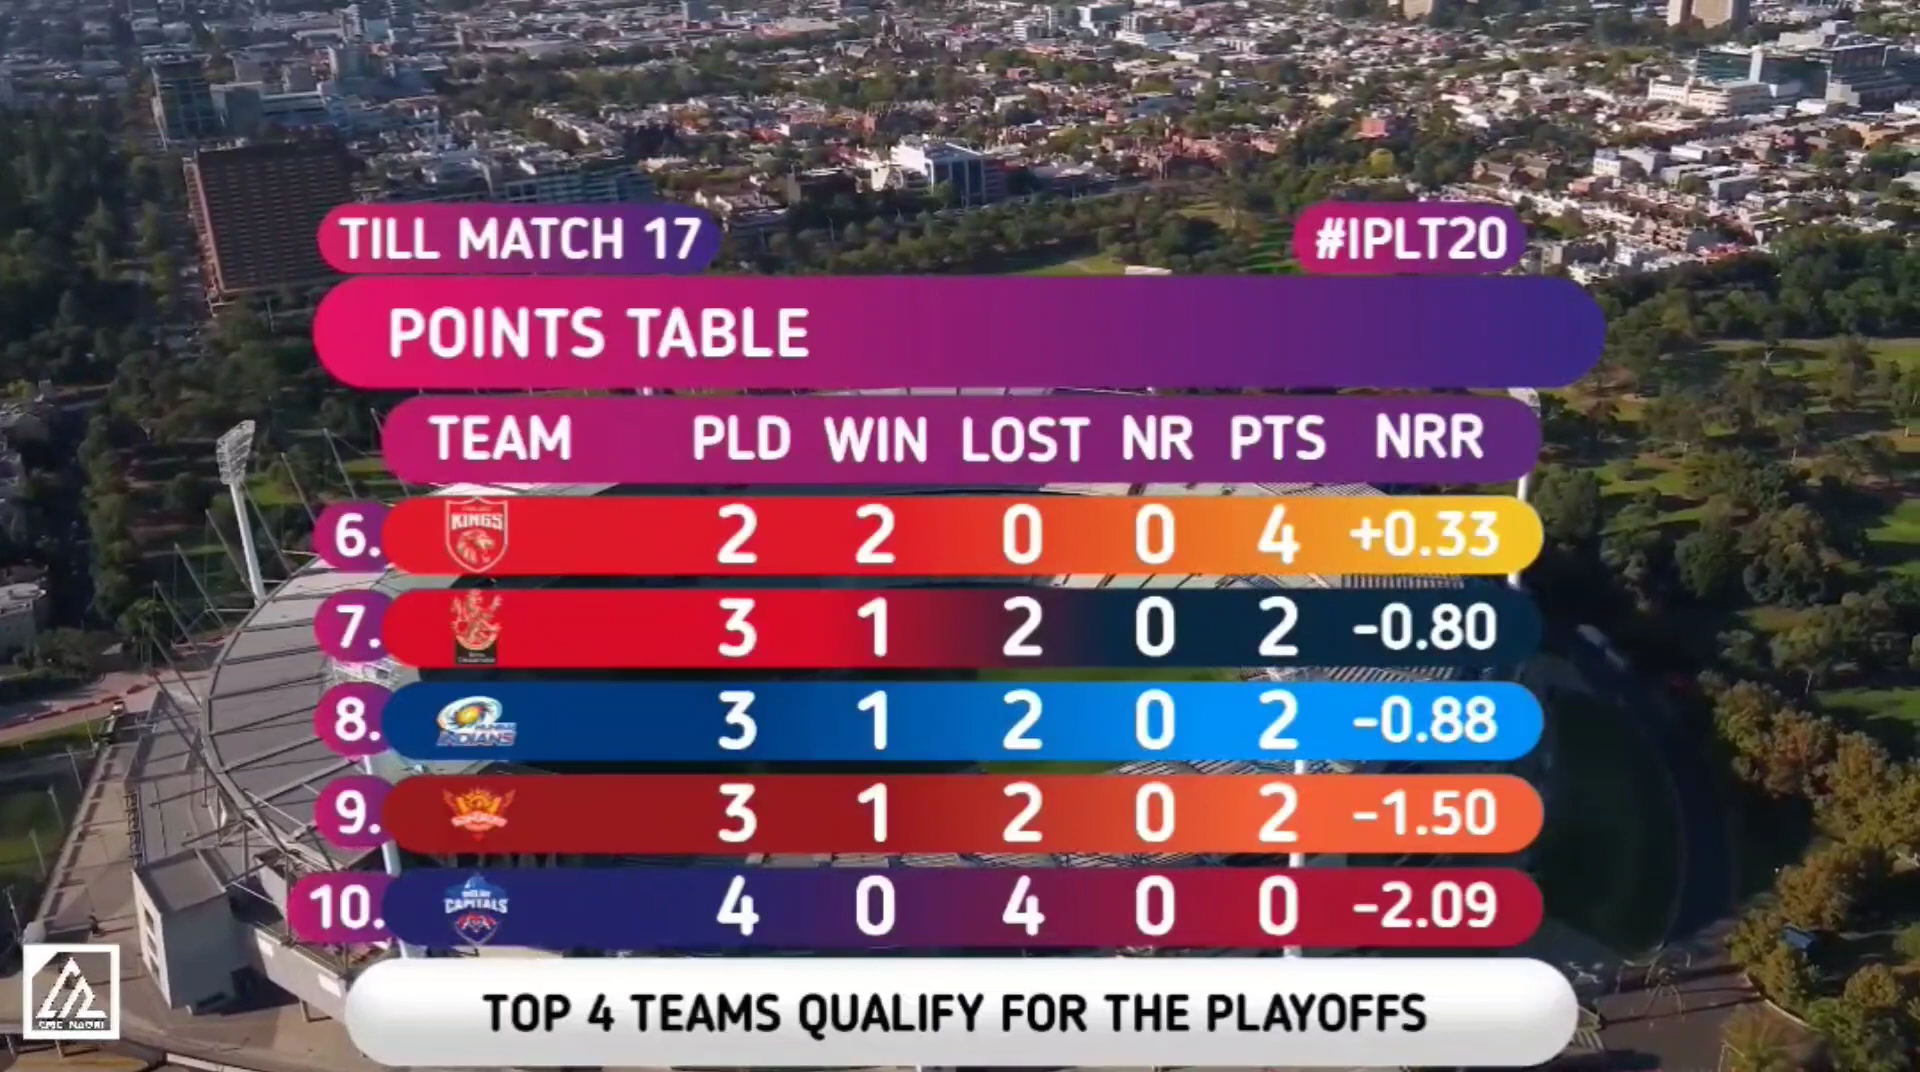 TILL MATCH 17
#IPLT20
POINTS TABLE
TEAM PLD WIN LOST NR PTS NRR
6. KINGS 2 2 0 0 4 +0.33
7. 3 1 2 0 2 -0.80
8. INDIANS 3 1 2 0 2 -0.88
9. 3 1 2 0 2 -1.50
10. CAPITALS 4 0 4 0 0 -2.09
TOP 4 TEAMS QUALIFY FOR THE PLAYOFFS